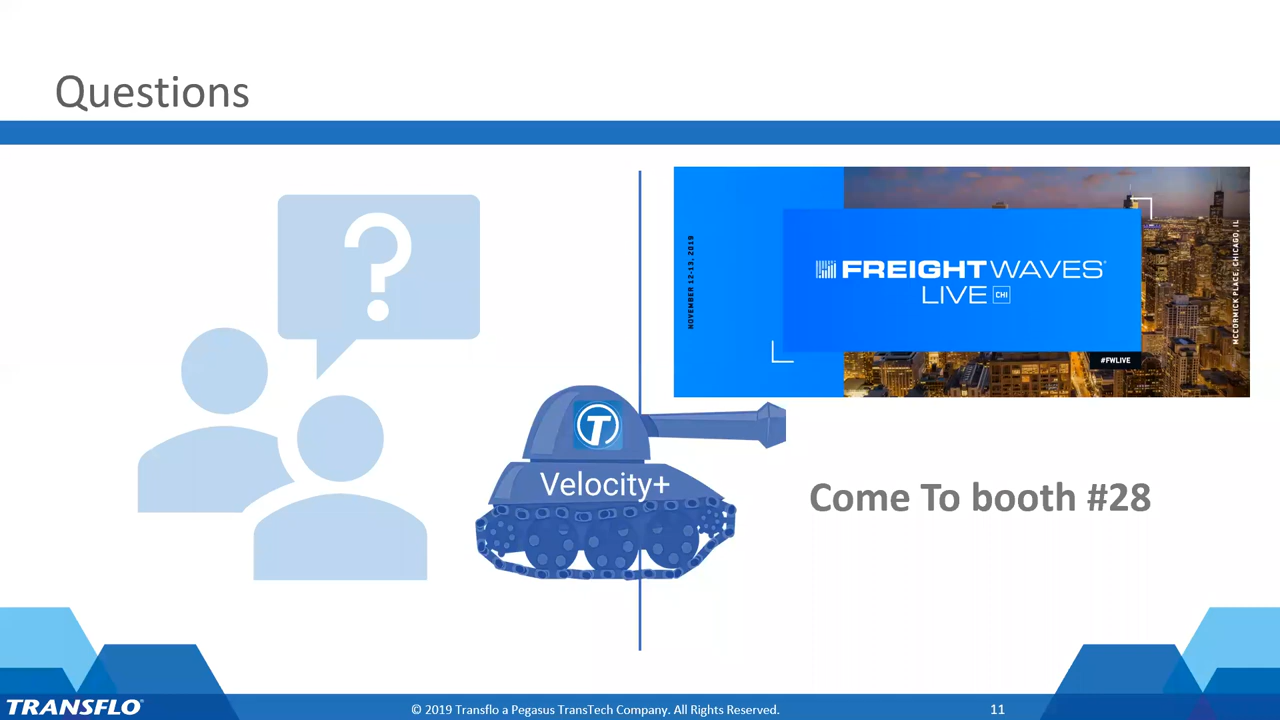 Questions
?
NOVEMBER 12-13, 2019
FREIGHTWAVES®
LIVE CHI
MCCORMICK PLACE, CHICAGO, IL
#FWLIVE
T
Velocity+
Come To booth #28
TRANSFLO®
© 2019 Transflo a Pegasus TransTech Company. All Rights Reserved.
11